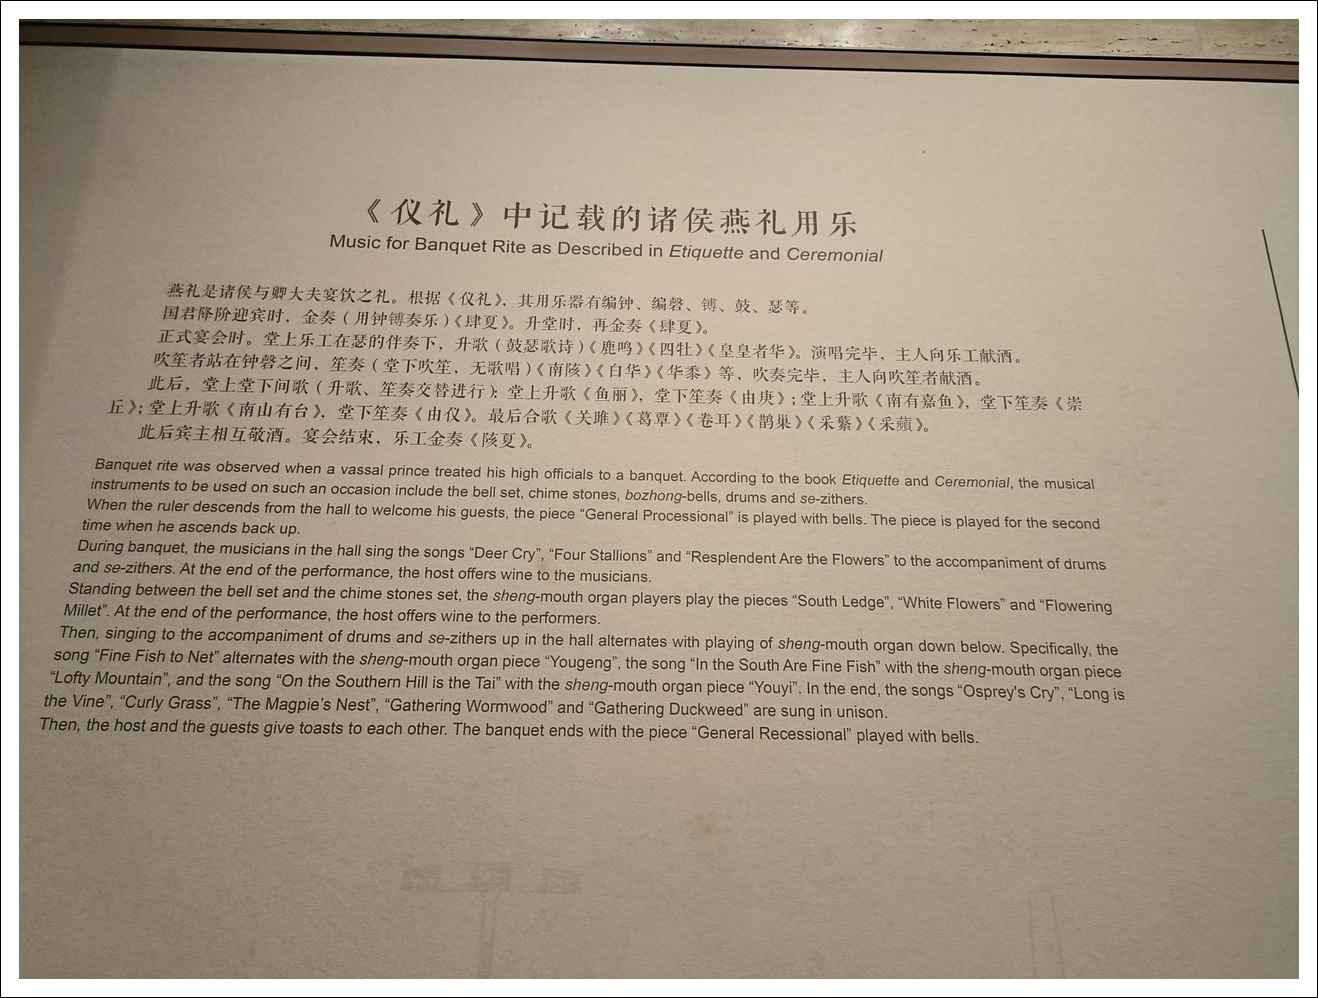 《仪礼》中记载的诸侯燕礼用乐
Music for Banquet Rite as Described in Etiquette and Ceremonial
燕礼是诸侯与卿大夫宴饮之礼。根据《仪礼》，其用乐器有编钟、编磬、镈、鼓、瑟等。
国君降阶迎宾时，金奏（用钟镈奏乐）《肆夏》。升堂时，再金奏《肆夏》。
正式宴会时。堂上乐工在瑟的伴奏下，升歌（鼓瑟歌诗）《鹿鸣》《四牡》《皇皇者华》。演唱完毕，主人向乐工献酒。
吹笙者站在钟磬之间，笙奏（堂下吹笙，无歌唱）《南陔》《白华》《华黍》等，吹奏完毕，主人向吹笙者献酒。
此后，堂上堂下间歌（升歌、笙奏交替进行）：堂上升歌《鱼丽》，堂下笙奏《由庚》；堂上升歌《南有嘉鱼》，堂下笙奏《崇
丘》；堂上升歌《南山有台》，堂下笙奏《由仪》。最后合歌《关雎》《葛覃》《卷耳》《鹊巢》《采蘩》《采蘋》。
此后宾主相互敬酒。宴会结束，乐工金奏《陔夏》。
Banquet rite was observed when a vassal prince treated his high officials to a banquet. According to the book Etiquette and Ceremonial, the musical
instruments to be used on such an occasion include the bell set, chime stones, bozhong-bells, drums and se-zithers.
When the ruler descends from the hall to welcome his guests, the piece “General Processional” is played with bells. The piece is played for the second
time when he ascends back up.
During banquet, the musicians in the hall sing the songs “Deer Cry”, “Four Stallions” and “Resplendent Are the Flowers” to the accompaniment of drums
and se-zithers. At the end of the performance, the host offers wine to the musicians.
Standing between the bell set and the chime stones set, the sheng-mouth organ players play the pieces “South Ledge”, “White Flowers” and “Flowering
Millet”. At the end of the performance, the host offers wine to the performers.
Then, singing to the accompaniment of drums and se-zithers up in the hall alternates with playing of sheng-mouth organ down below. Specifically, the
song “Fine Fish to Net” alternates with the sheng-mouth organ piece “Yougeng”, the song “In the South Are Fine Fish” with the sheng-mouth organ piece
“Lofty Mountain”, and the song “On the Southern Hill is the Tai” with the sheng-mouth organ piece “Youyi”. In the end, the songs “Osprey's Cry”, “Long is
the Vine”, “Curly Grass”, “The Magpie’s Nest”, “Gathering Wormwood” and “Gathering Duckweed” are sung in unison.
Then, the host and the guests give toasts to each other. The banquet ends with the piece “General Recessional” played with bells.